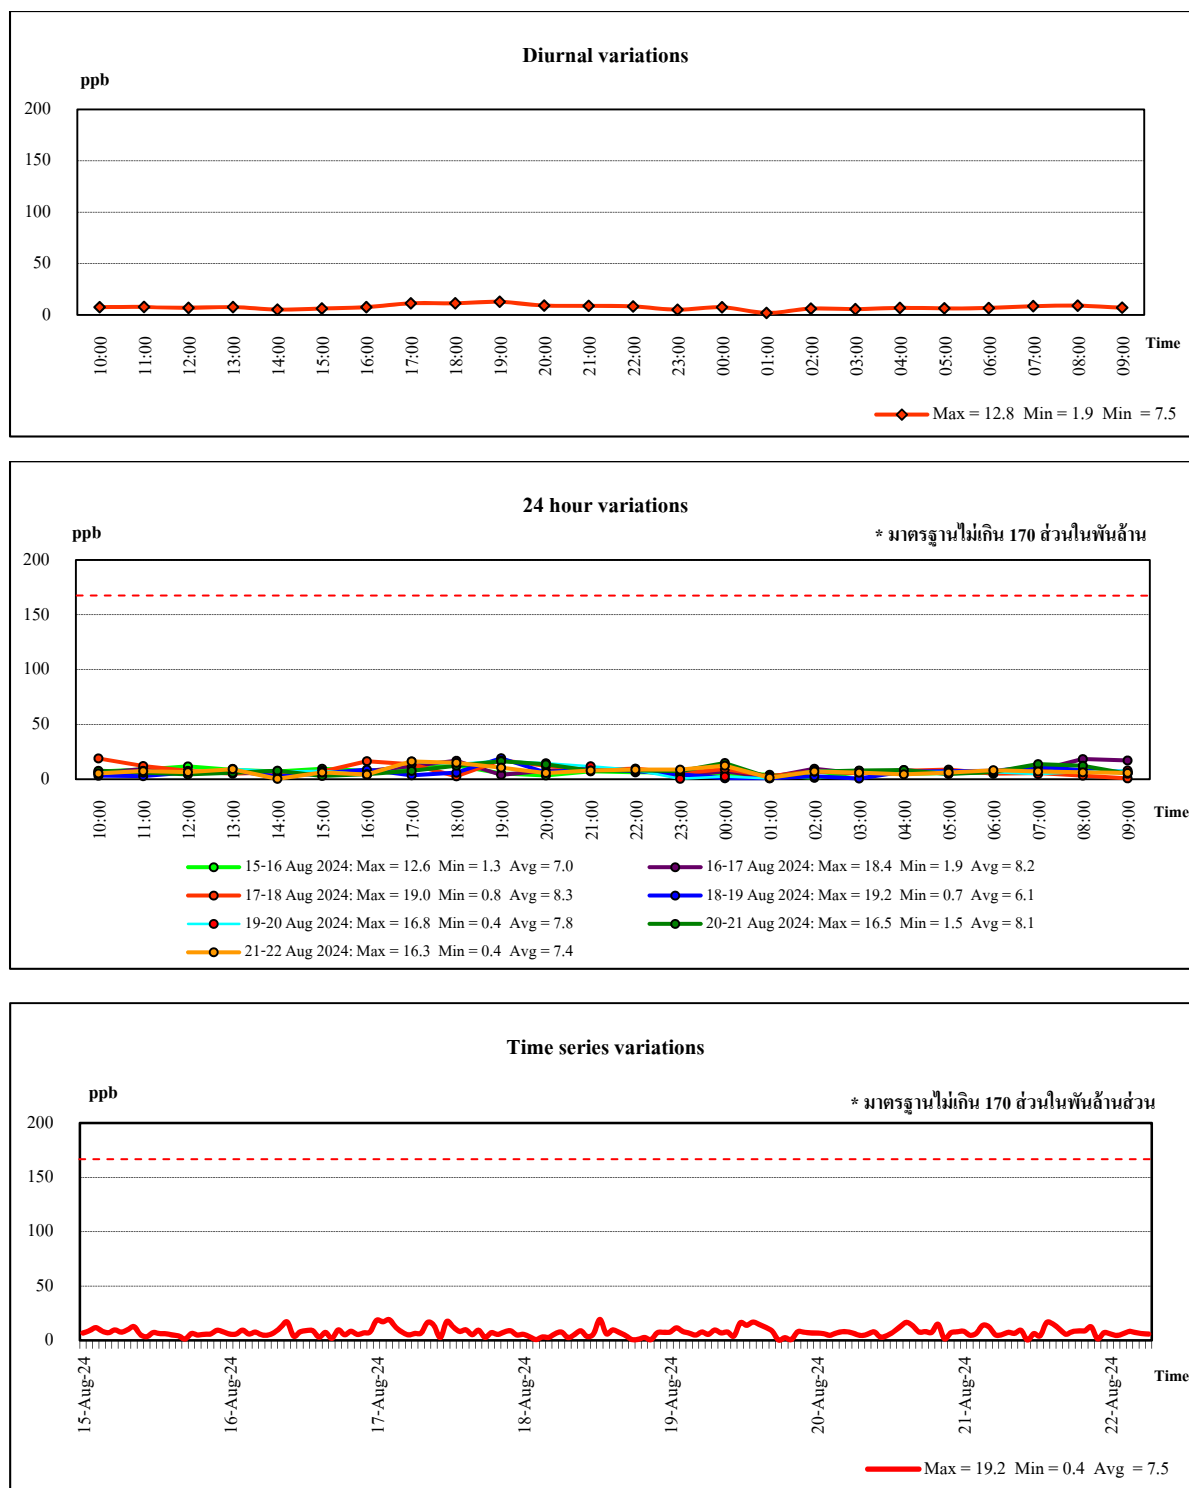 Diurnal variations
ppb
200
150
100
50
0
10:00 11:00 12:00 13:00 14:00 15:00 16:00 17:00 18:00 19:00 20:00 21:00 22:00 23:00 00:00 01:00 02:00 03:00 04:00 05:00 06:00 07:00 08:00 09:00
Time
Max = 12.8 Min = 1.9 Min = 7.5
24 hour variations
ppb
* มาตรฐานไม่เกิน 170 ส่วนในพันล้าน
200
150
100
50
0
10:00 11:00 12:00 13:00 14:00 15:00 16:00 17:00 18:00 19:00 20:00 21:00 22:00 23:00 00:00 01:00 02:00 03:00 04:00 05:00 06:00 07:00 08:00 09:00
Time
15-16 Aug 2024: Max = 12.6 Min = 1.3 Avg = 7.0
16-17 Aug 2024: Max = 18.4 Min = 1.9 Avg = 8.2
17-18 Aug 2024: Max = 19.0 Min = 0.8 Avg = 8.3
18-19 Aug 2024: Max = 19.2 Min = 0.7 Avg = 6.1
19-20 Aug 2024: Max = 16.8 Min = 0.4 Avg = 7.8
20-21 Aug 2024: Max = 16.5 Min = 1.5 Avg = 8.1
21-22 Aug 2024: Max = 16.3 Min = 0.4 Avg = 7.4
Time series variations
ppb
* มาตรฐานไม่เกิน 170 ส่วนในพันล้านส่วน
200
150
100
50
0
15-Aug-24 16-Aug-24 17-Aug-24 18-Aug-24 19-Aug-24 20-Aug-24 21-Aug-24 22-Aug-24
Time
Max = 19.2 Min = 0.4 Avg = 7.5